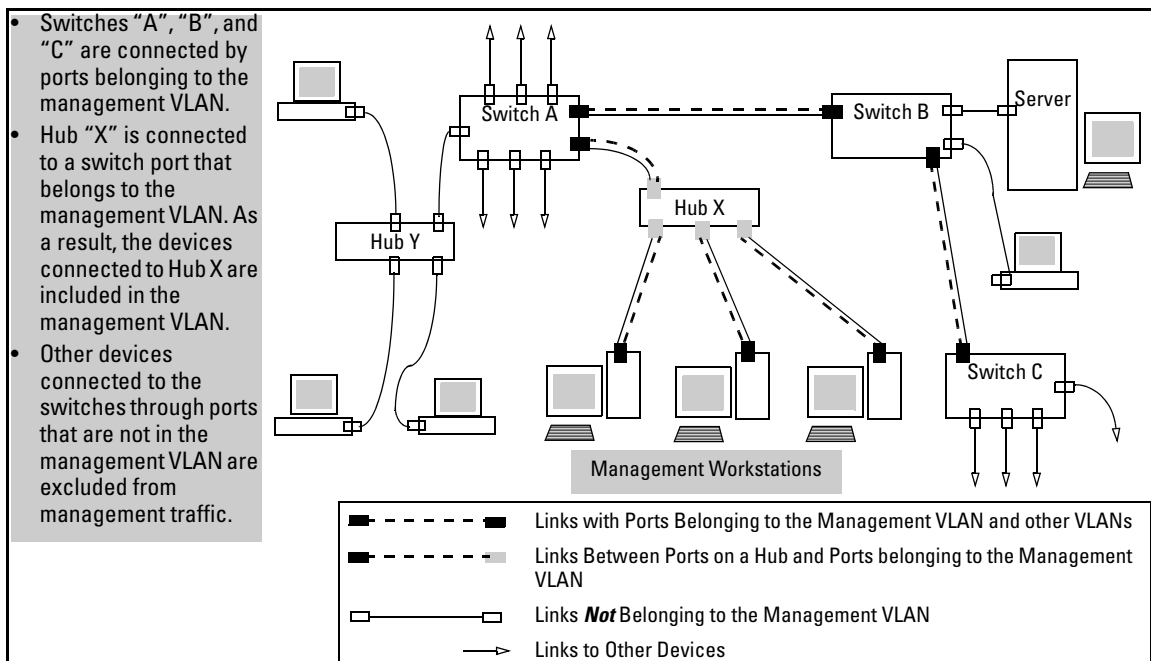 • Switches “A”, “B”, and
“C” are connected by
ports belonging to the
management VLAN.
• Hub “X” is connected
to a switch port that
belongs to the
management VLAN. As
a result, the devices
connected to Hub X are
included in the
management VLAN.
• Other devices
connected to the
switches through ports
that are not in the
management VLAN are
excluded from
management traffic.
Switch A
Switch B
Server
Hub X
Hub Y
Switch C
Management Workstations
Links with Ports Belonging to the Management VLAN and other VLANs
Links Between Ports on a Hub and Ports belonging to the Management
VLAN
Links Not Belonging to the Management VLAN
Links to Other Devices